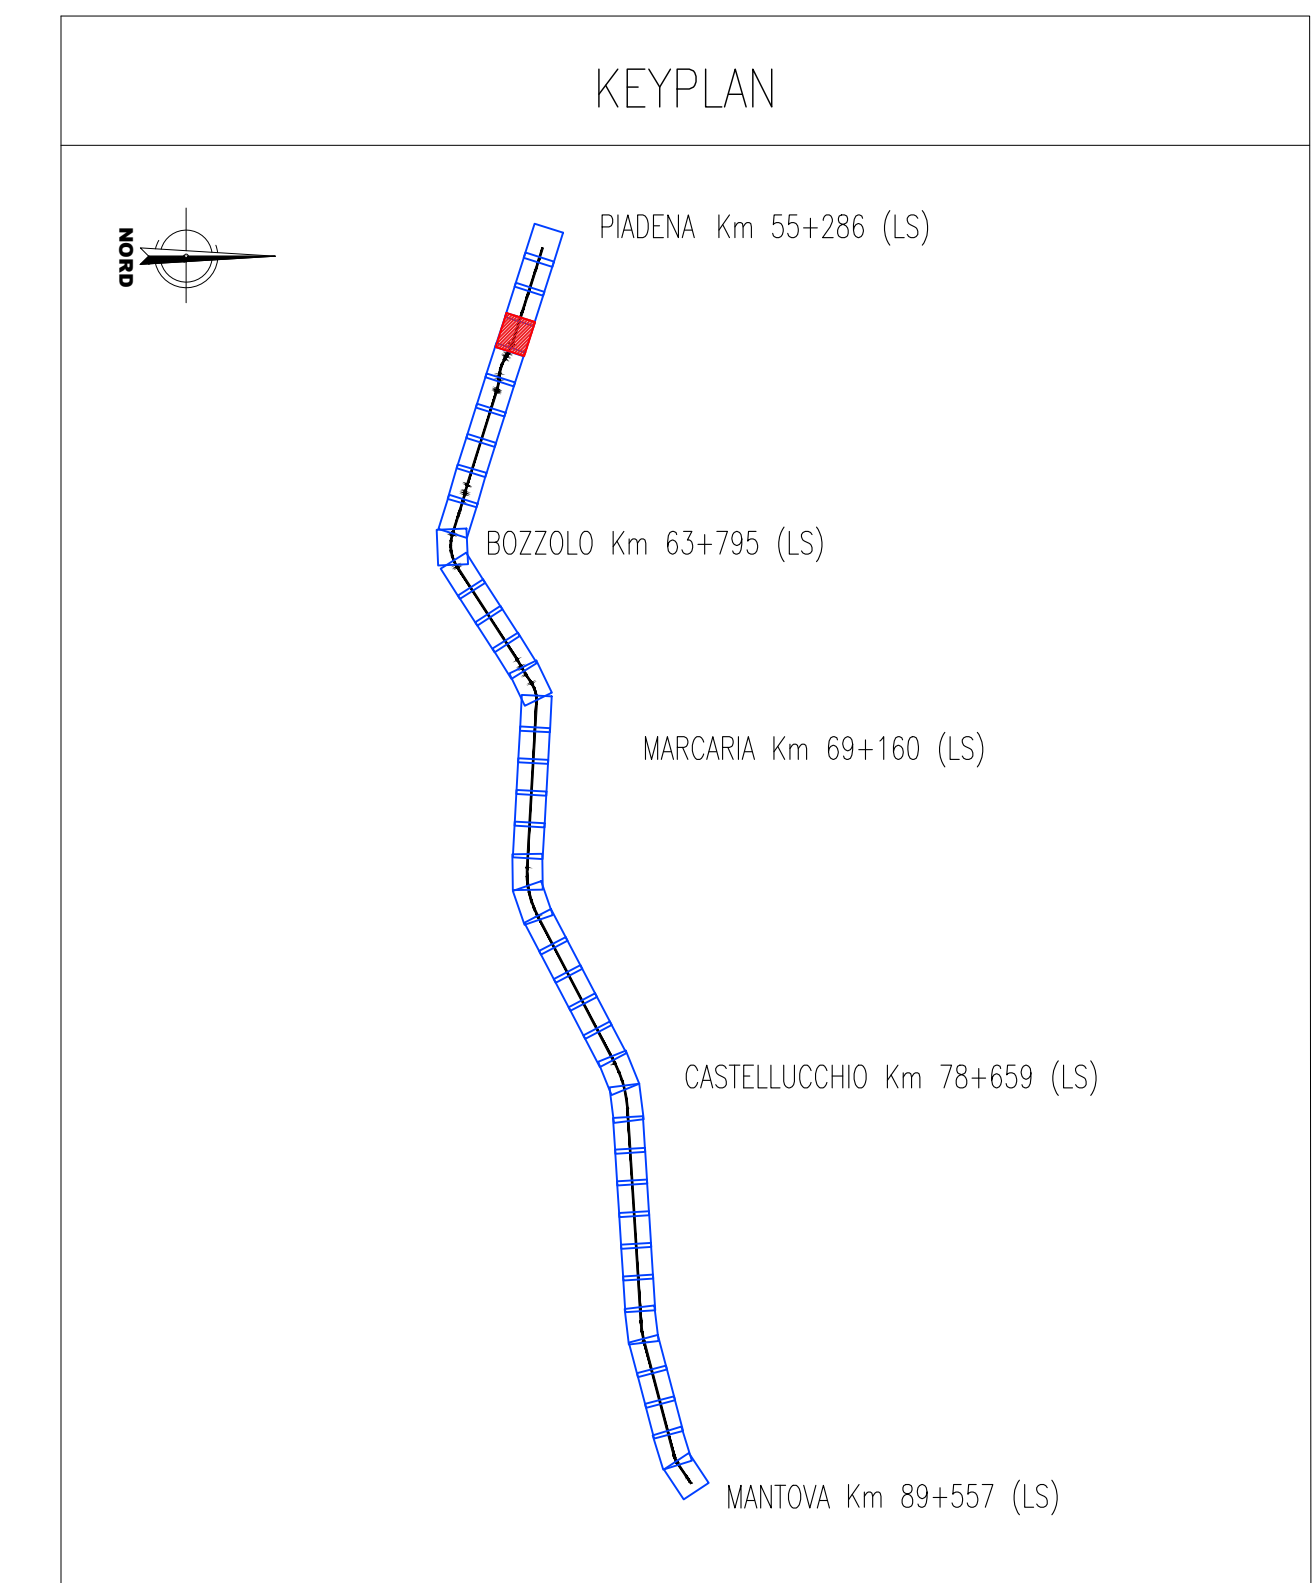 KEYPLAN
NORD
PIADENA Km 55+286 (LS)
BOZZOLO Km 63+795 (LS)
MARCARIA Km 69+160 (LS)
CASTELLUCCHIO Km 78+659 (LS)
MANTOVA Km 89+557 (LS)